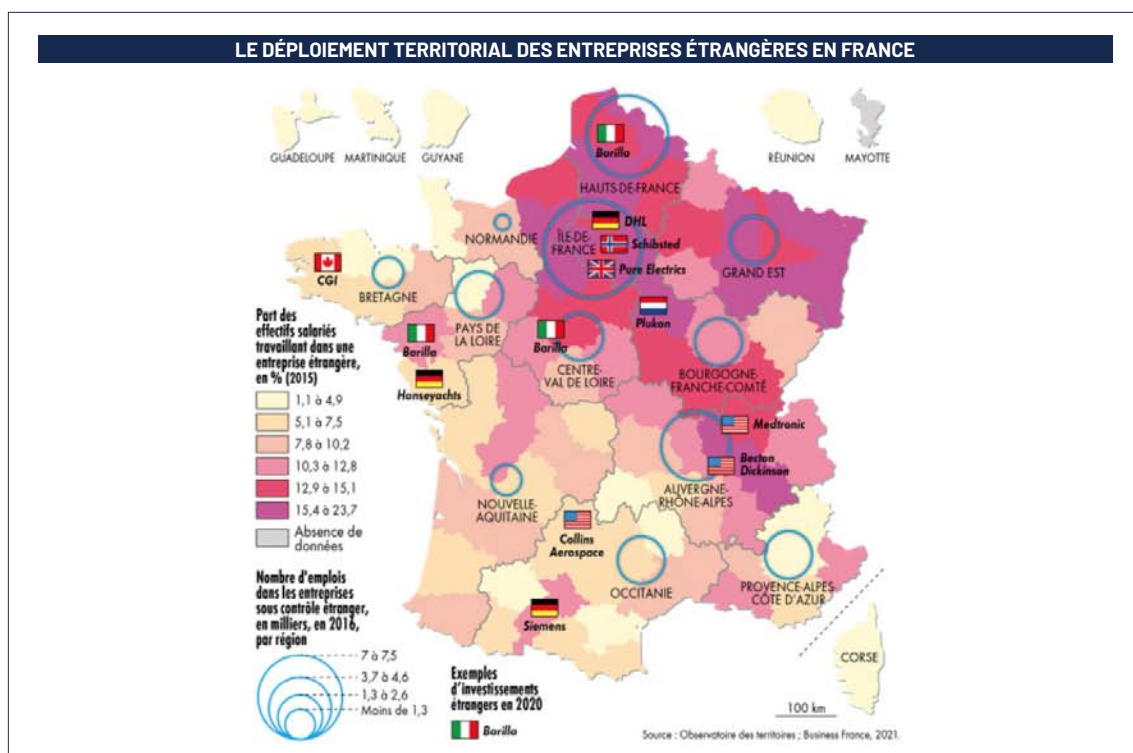 LE DÉPLOIEMENT TERRITORIAL DES ENTREPRISES ÉTRANGÈRES EN FRANCE
GUADELOUPE
MARTINIQUE
GUYANE
RÉUNION
MAYOTTE
Barilla
HAUTS-DE-FRANCE
DHL
NORMANDIE
ÎLE-DE-
FRANCE
Schibsted
Pure Electrics
GRAND EST
CGI
BRETAGNE
PAYS DE
LA LOIRE
Plukon
Barilla
Barilla
CENTRE-
VAL DE LOIRE
BOURGOGNE-
FRANCHE-COMTÉ
Hanseyachts
Medtronic
Becton
Dickinson
AUVERGNE-
RHÔNE-ALPES
NOUVELLE-
AQUITAINE
Collins
Aerospace
OCCITANIE
PROVENCE-ALPES
CÔTE D'AZUR
Siemens
CORSE
100 km
Part des
effectifs salariés
travaillant dans une
entreprise étrangère,
en % (2015)
1,1 à 4,9
5,1 à 7,5
7,8 à 10,2
10,3 à 12,8
12,9 à 15,1
15,4 à 23,7
Absence de
données
Nombre d'emplois
dans les entreprises
sous contrôle étranger,
en milliers, en 2016,
par région
7 à 7,5
3,7 à 4,6
1,3 à 2,6
Moins de 1,3
Exemples
d'investissements
étrangers en 2020
Barilla
Source : Observatoire des territoires ; Business France, 2021.